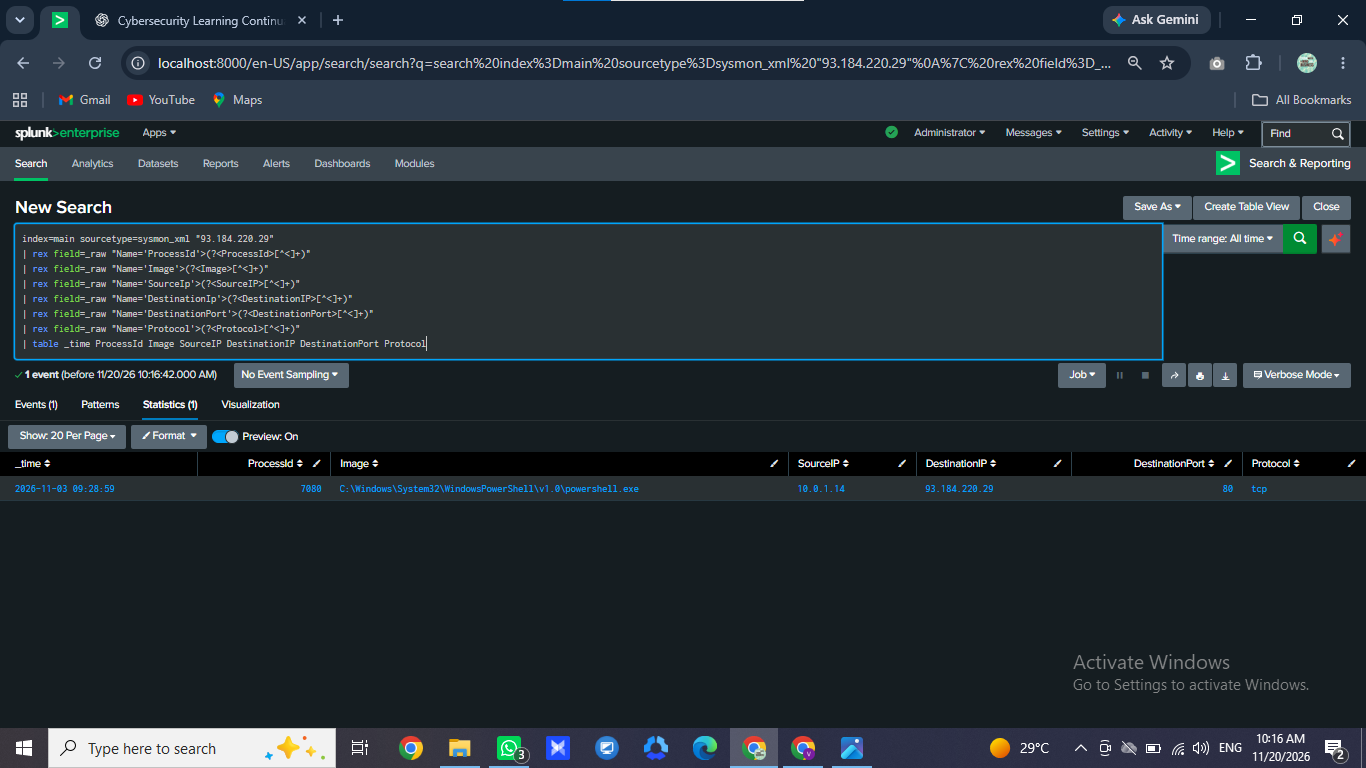 Cybersecurity Learning Continu
Ask Gemini
localhost:8000/en-US/app/search/search?q=search%20index%3Dmain%20sourcetype%3Dsysmon_xml%20"93.184.220.29"%0A%7C%20rex%20field%3D_...
Gmail
YouTube
Maps
All Bookmarks
splunk>enterprise
Apps
Administrator
Messages
Settings
Activity
Help
Find
Search
Analytics
Datasets
Reports
Alerts
Dashboards
Modules
Search & Reporting
New Search
Save As
Create Table View
Close
index=main sourcetype=sysmon_xml "93.184.220.29"
| rex field=_raw "Name='ProcessId'>(?<ProcessId>[^<]+)"
| rex field=_raw "Name='Image'>(?<Image>[^<]+)"
| rex field=_raw "Name='SourceIp'>(?<SourceIP>[^<]+)"
| rex field=_raw "Name='DestinationIp'>(?<DestinationIP>[^<]+)"
| rex field=_raw "Name='DestinationPort'>(?<DestinationPort>[^<]+)"
| rex field=_raw "Name='Protocol'>(?<Protocol>[^<]+)"
| table _time ProcessId Image SourceIP DestinationIP DestinationPort Protocol
Time range: All time
1 event (before 11/20/26 10:16:42.000 AM)
No Event Sampling
Job
Verbose Mode
Events (1)
Patterns
Statistics (1)
Visualization
Show: 20 Per Page
Format
Preview: On
_time
ProcessId
Image
SourceIP
DestinationIP
DestinationPort
Protocol
2026-11-03 09:28:59
7080
C:\Windows\System32\WindowsPowerShell\v1.0\powershell.exe
10.0.1.14
93.184.220.29
80
tcp
Activate Windows
Go to Settings to activate Windows.
Type here to search
3
V
29°C
ENG
10:16 AM
11/20/2026
2